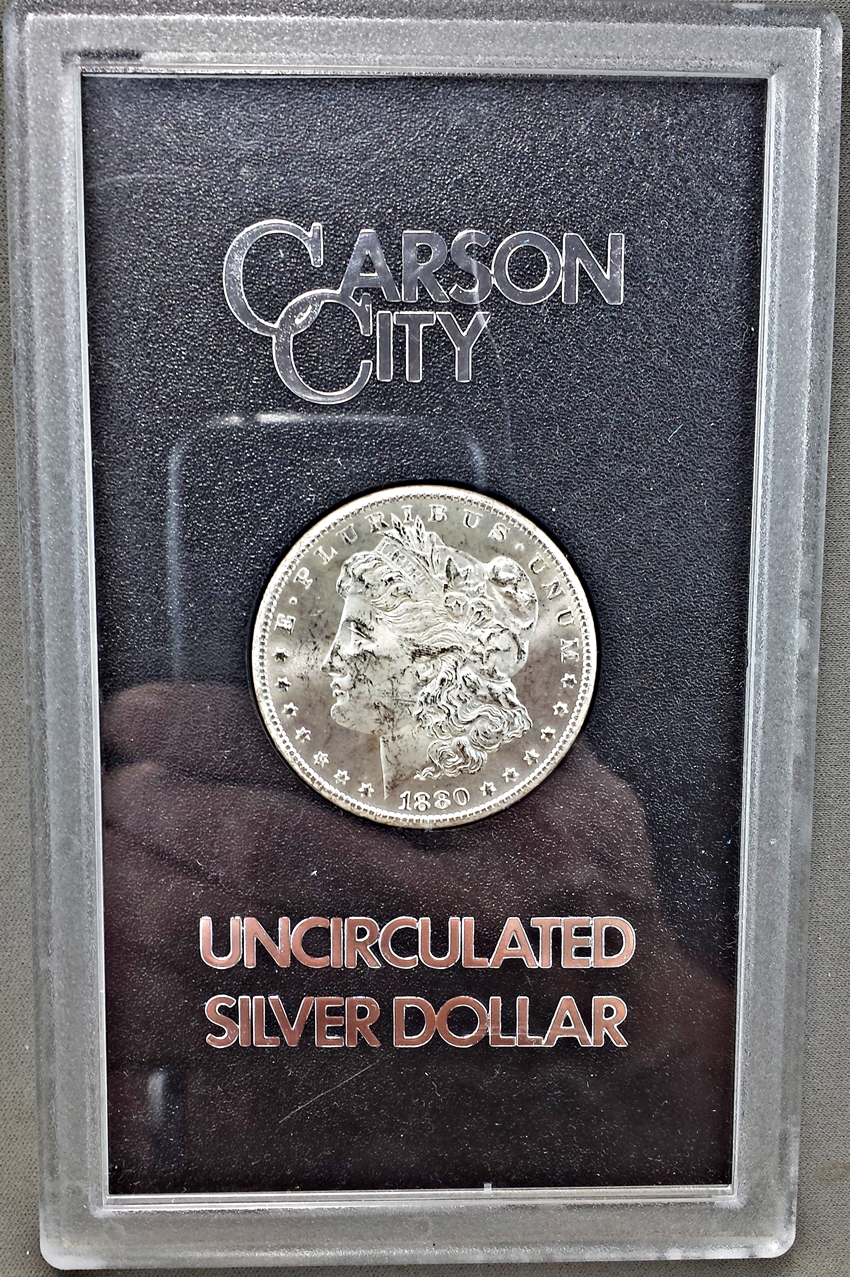 CARSON
CITY
E · PLURIBUS · UNUM
1880
UNCIRCULATED
SILVER DOLLAR